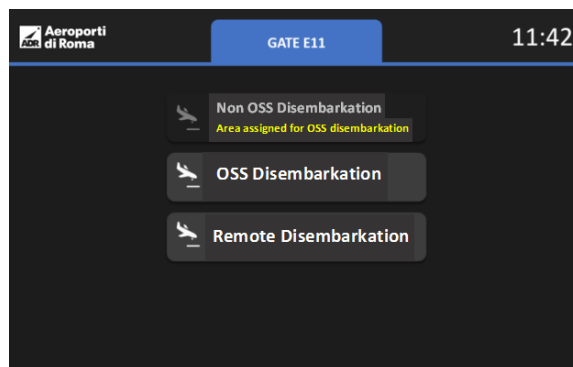 Aeroporti
ADR di Roma
GATE E11
11:42
Non OSS Disembarkation
Area assigned for OSS disembarkation
OSS Disembarkation
Remote Disembarkation